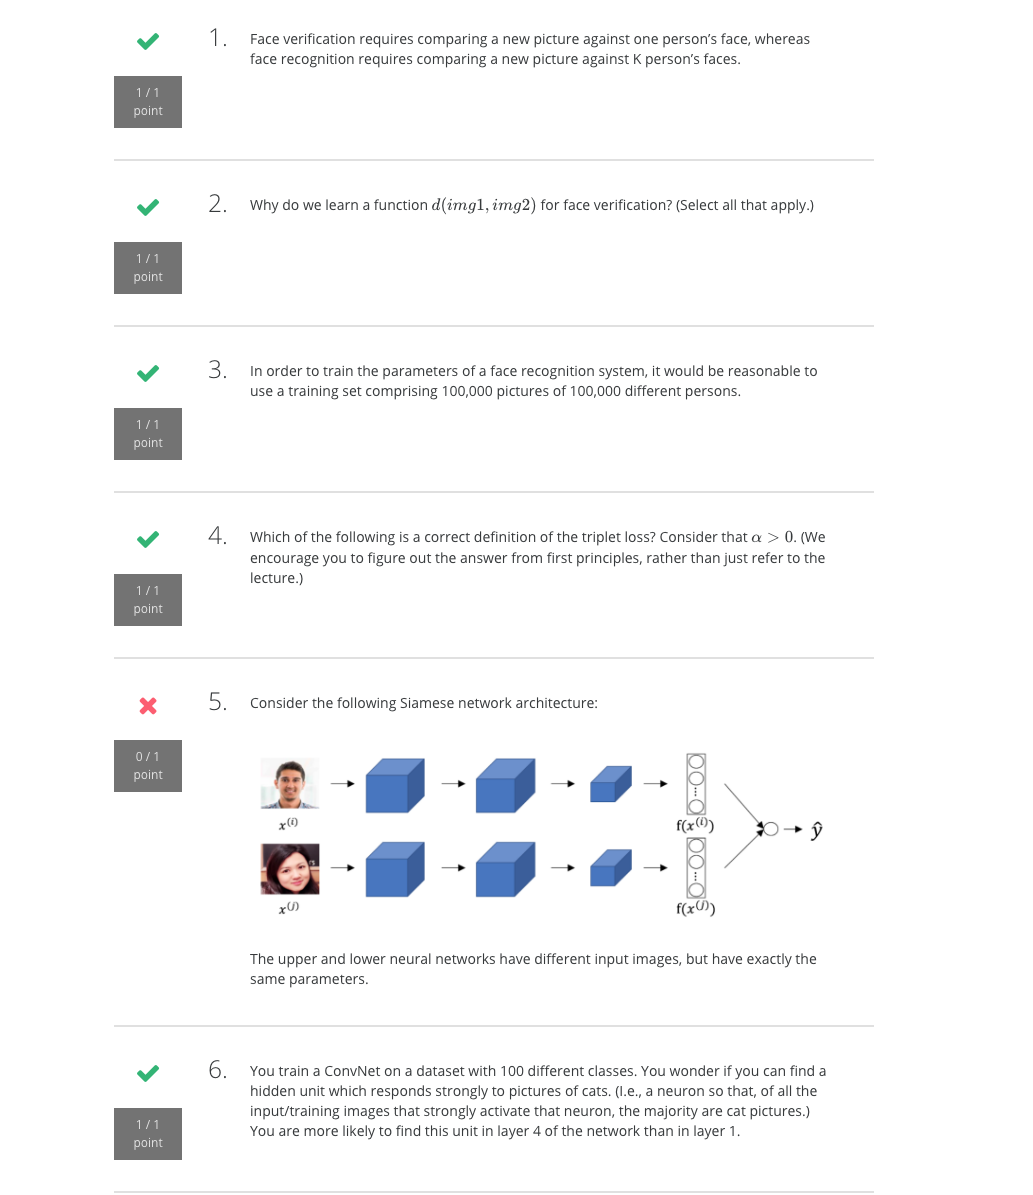 1. Face verification requires comparing a new picture against one person's face, whereas
face recognition requires comparing a new picture against K person's faces.
1 / 1
point
2. Why do we learn a function d(img1, img2) for face verification? (Select all that apply.)
1 / 1
point
3. In order to train the parameters of a face recognition system, it would be reasonable to
use a training set comprising 100,000 pictures of 100,000 different persons.
1 / 1
point
4. Which of the following is a correct definition of the triplet loss? Consider that α > 0. (We
encourage you to figure out the answer from first principles, rather than just refer to the
lecture.)
1 / 1
point
5. Consider the following Siamese network architecture:
0 / 1
point
x^(i)
f(x^(i))
ŷ
x^(j)
f(x^(j))
The upper and lower neural networks have different input images, but have exactly the
same parameters.
6. You train a ConvNet on a dataset with 100 different classes. You wonder if you can find a
hidden unit which responds strongly to pictures of cats. (I.e., a neuron so that, of all the
input/training images that strongly activate that neuron, the majority are cat pictures.)
You are more likely to find this unit in layer 4 of the network than in layer 1.
1 / 1
point